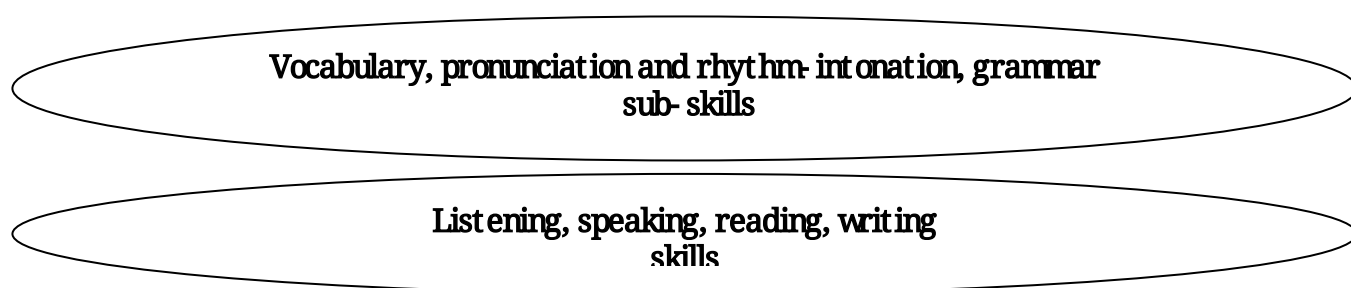 Vocabulary, pronunciation and rhythm- intonation, grammar
sub- skills
Listening, speaking, reading, writing
skills